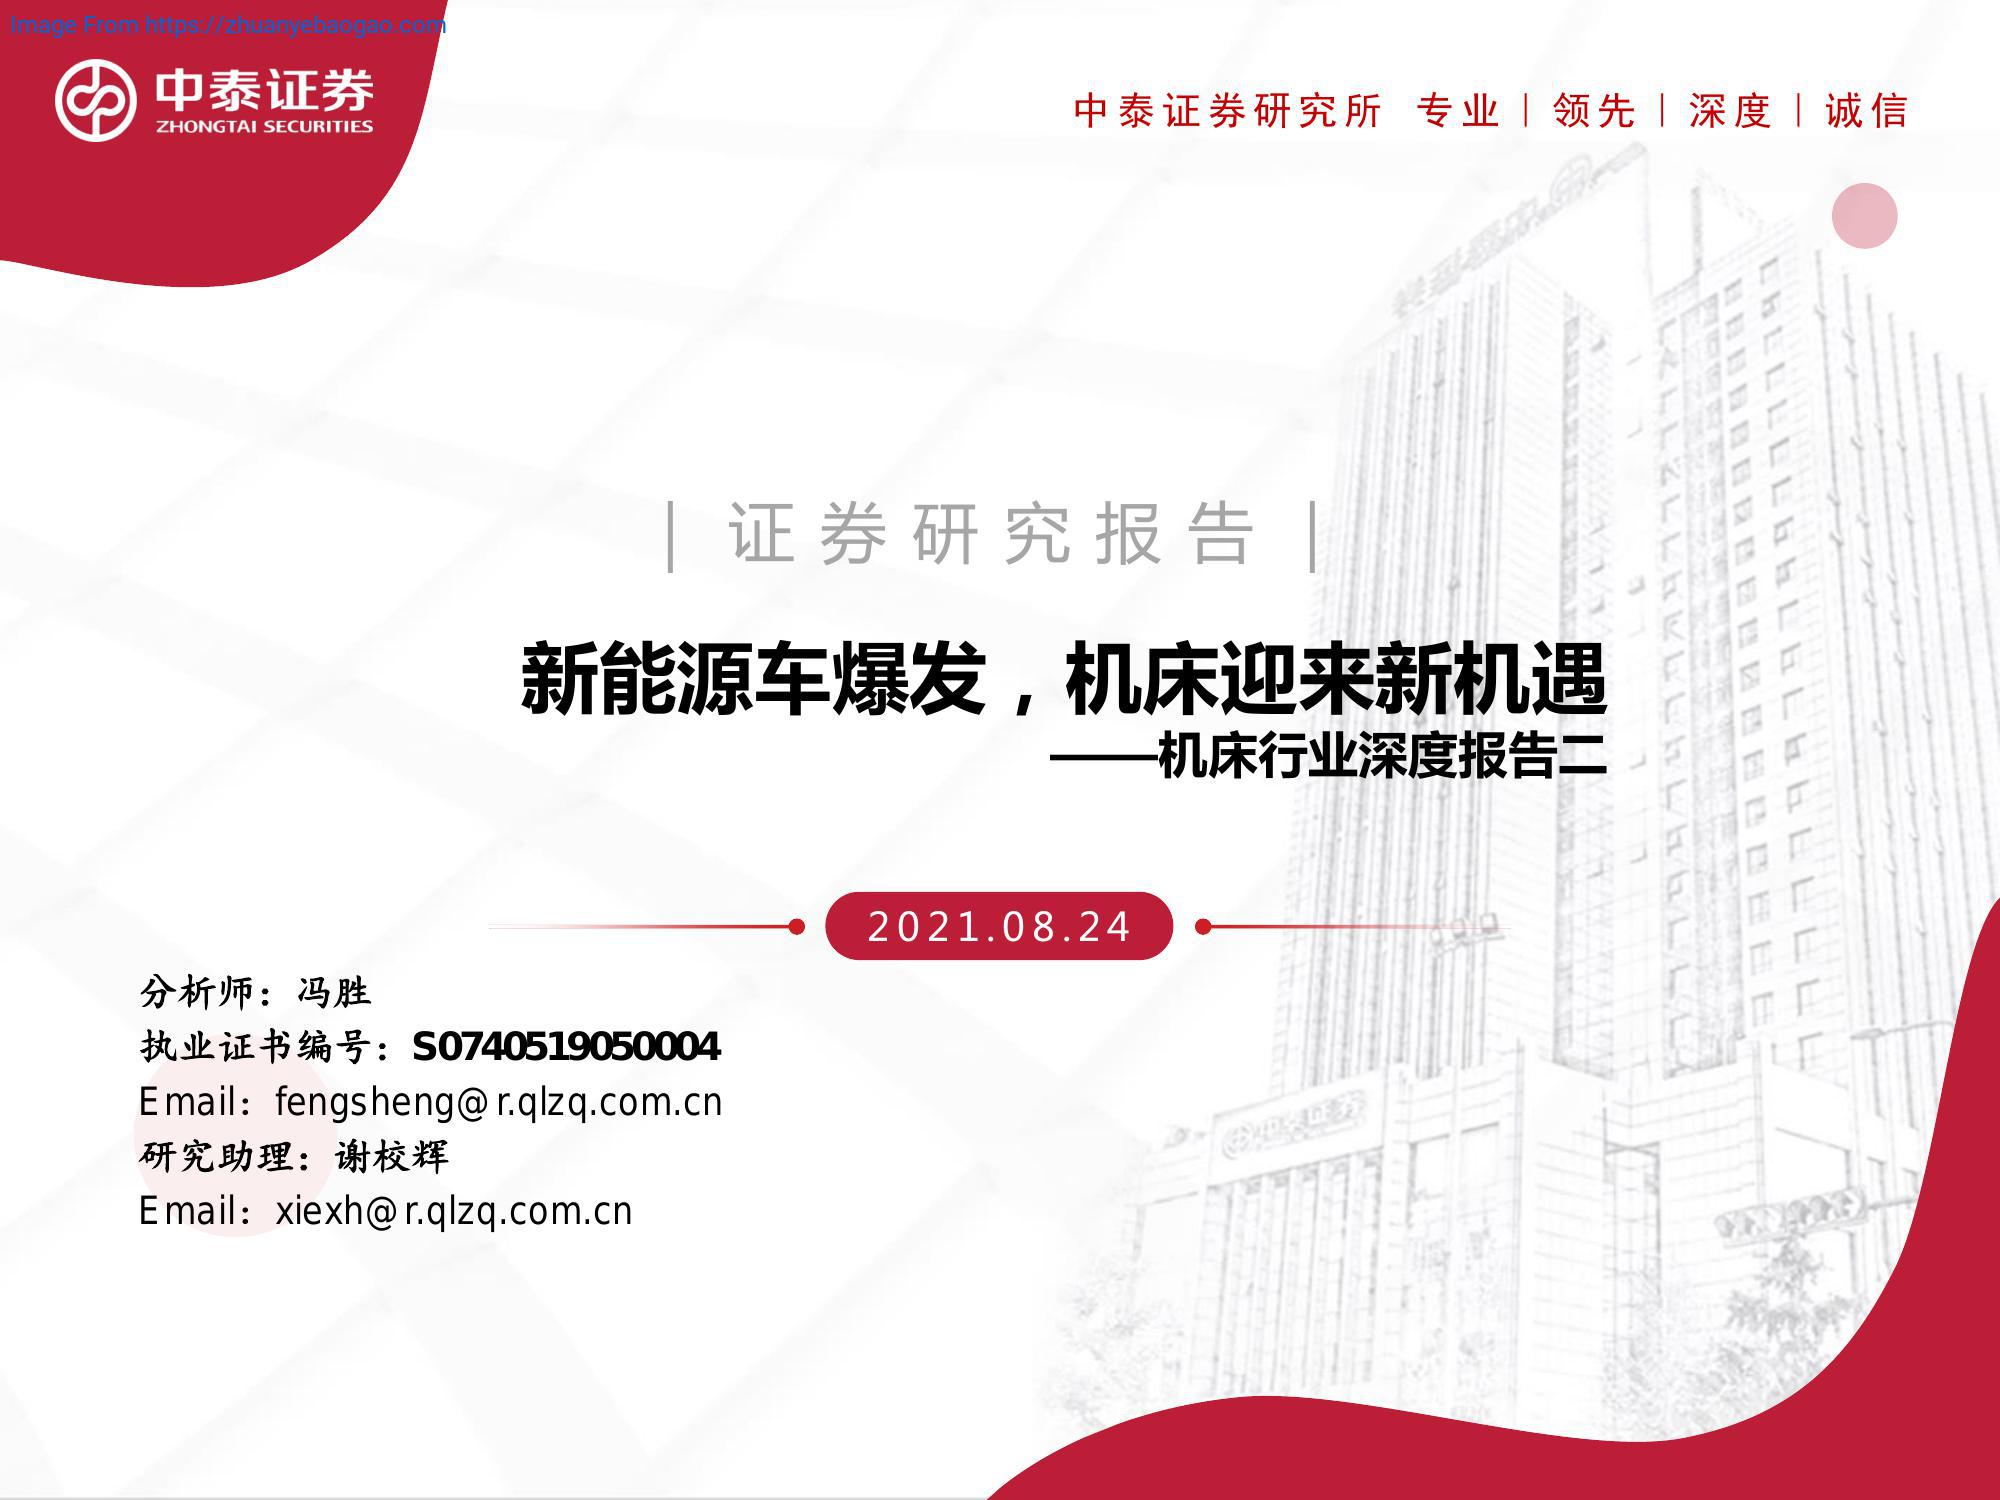 Image From https://zhuanyebaogao.com
中泰证券
ZHONGTAI SECURITIES
中泰证券研究所 专业｜领先｜深度｜诚信
｜证券研究报告｜
新能源车爆发，机床迎来新机遇
——机床行业深度报告二
2021.08.24
分析师：冯胜
执业证书编号：S0740519050004
Email：fengsheng@r.qlzq.com.cn
研究助理：谢校辉
Email：xiexh@r.qlzq.com.cn
中泰证券